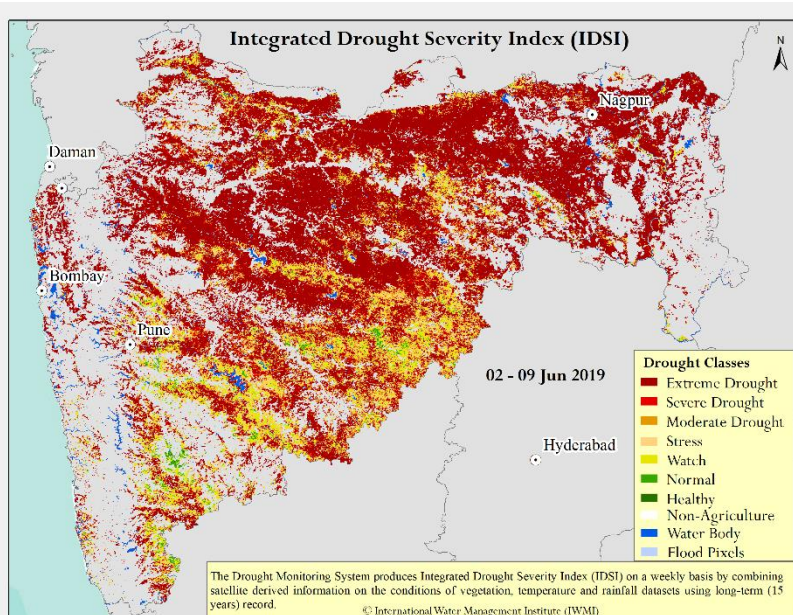 Integrated Drought Severity Index (IDSI)
N
Nagpur
Daman
Bombay
Pune
02 - 09 Jun 2019
Hyderabad
Drought Classes
Extreme Drought
Severe Drought
Moderate Drought
Stress
Watch
Normal
Healthy
Non-Agriculture
Water Body
Flood Pixels
The Drought Monitoring System produces Integrated Drought Severity Index (IDSI) on a weekly basis by combining
satellite derived information on the conditions of vegetation, temperature and rainfall datasets using long-term (15
years) record.
© International Water Management Institute (IWMI)